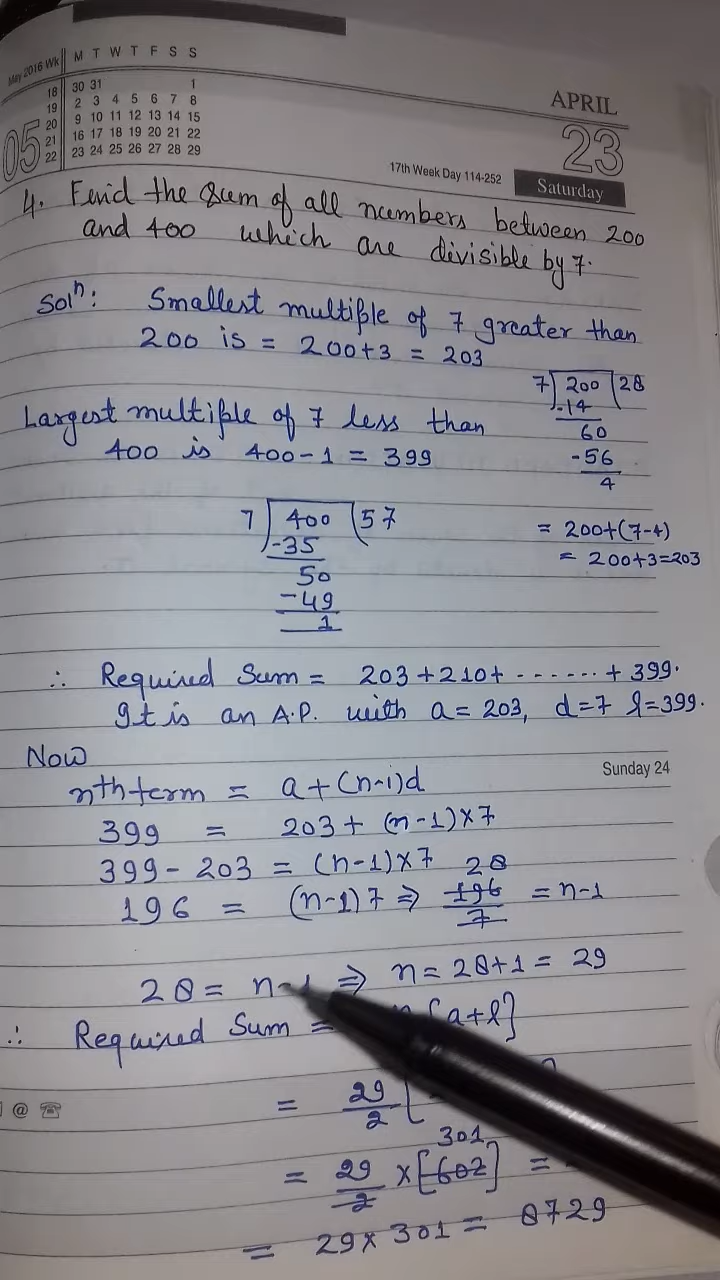 May 2016 Wk M T W T F S S
18 30 31 1
19 2 3 4 5 6 7 8
20 9 10 11 12 13 14 15
21 16 17 18 19 20 21 22
22 23 24 25 26 27 28 29
05
APRIL
23
17th Week Day 114-252 Saturday
4. Find the Sum of all numbers between 200
and 400 which are divisible by 7.
Solⁿ: Smallest multiple of 7 greater than
200 is = 200+3 = 203
7 200 28
-14
60
-56
4
= 200+(7-4)
= 200+3=203
Largest multiple of 7 less than
400 is 400-1 = 399
7 400 57
-35
50
-49
1
∴ Required Sum = 203+210+ ....... + 399.
It is an A.P. with a= 203, d=7 l=399.
Now
Sunday 24
nth term = a+(n-1)d
399 = 203+ (n-1)×7
399- 203 = (n-1)×7 28
196 = (n-1)7 ⇒ 196/7 = n-1
28 = n-1 ⇒ n= 28+1 = 29
∴ Required Sum = [a+l]
@ = 29/2 [
301
= 29/2 ×[602] =
= 29× 301 = 8729